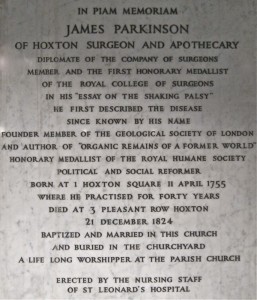 IN PIAM MEMORIAM
JAMES PARKINSON
OF HOXTON SURGEON AND APOTHECARY
DIPLOMATE OF THE COMPANY OF SURGEONS
MEMBER AND THE FIRST HONORARY MEDALLIST
OF THE ROYAL COLLEGE OF SURGEONS
IN HIS "ESSAY ON THE SHAKING PALSY"
HE FIRST DESCRIBED THE DISEASE
SINCE KNOWN BY HIS NAME
FOUNDER MEMBER OF THE GEOLOGICAL SOCIETY OF LONDON
AND AUTHOR OF "ORGANIC REMAINS OF A FORMER WORLD"
HONORARY MEDALLIST OF THE ROYAL HUMANE SOCIETY
POLITICAL AND SOCIAL REFORMER
BORN AT 1 HOXTON SQUARE 11 APRIL 1755
WHERE HE PRACTISED FOR FORTY YEARS
DIED AT 3 PLEASANT ROW HOXTON
21 DECEMBER 1824
BAPTIZED AND MARRIED IN THIS CHURCH
AND BURIED IN THE CHURCHYARD
A LIFE LONG WORSHIPPER AT THE PARISH CHURCH
ERECTED BY THE NURSING STAFF
OF ST LEONARD'S HOSPITAL